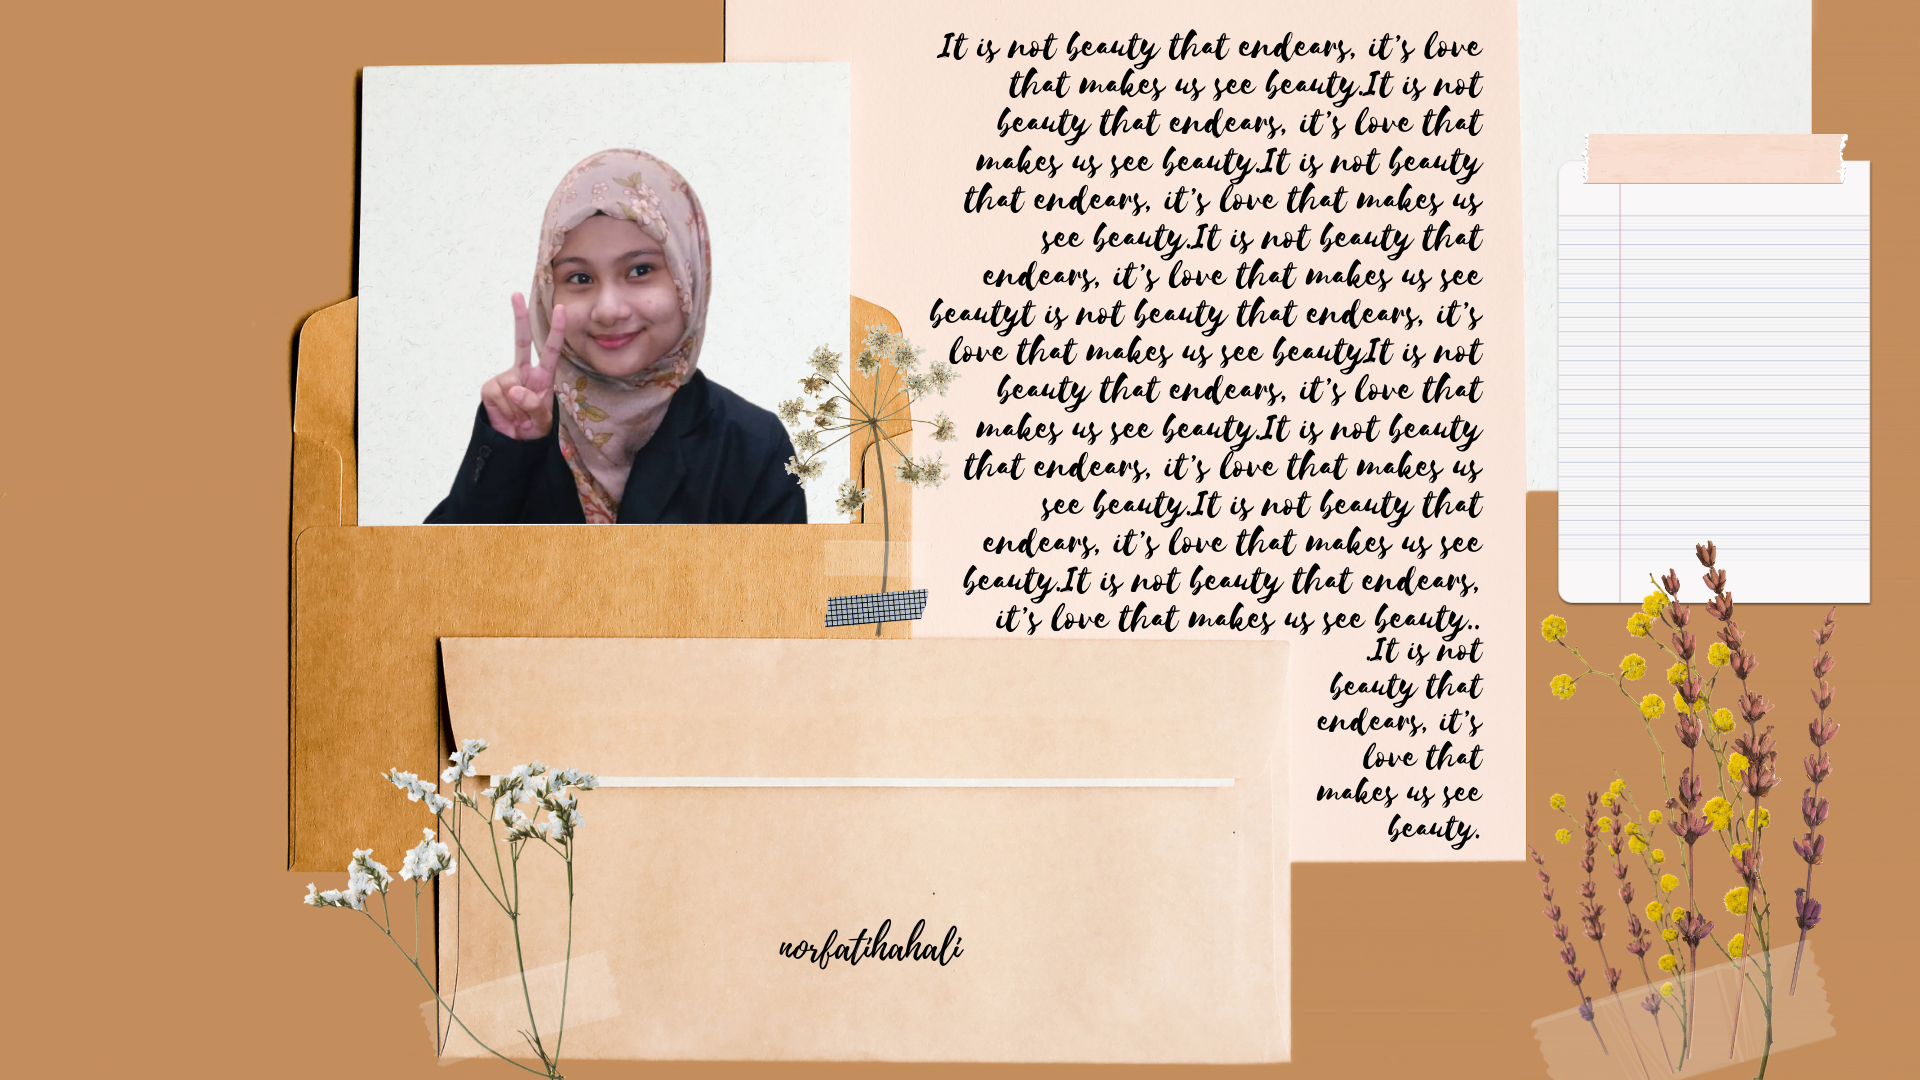 It is not beauty that endears, it's love
that makes us see beauty.It is not
beauty that endears, it's love that
makes us see beauty.It is not beauty
that endears, it's love that makes us
see beauty.It is not beauty that
endears, it's love that makes us see
beautyt is not beauty that endears, it's
love that makes us see beauty.It is not
beauty that endears, it's love that
makes us see beauty.It is not beauty
that endears, it's love that makes us
see beauty.It is not beauty that
endears, it's love that makes us see
beauty.It is not beauty that endears,
it's love that makes us see beauty..
.It is not
beauty that
endears, it's
love that
makes us see
beauty.
norfatihahali